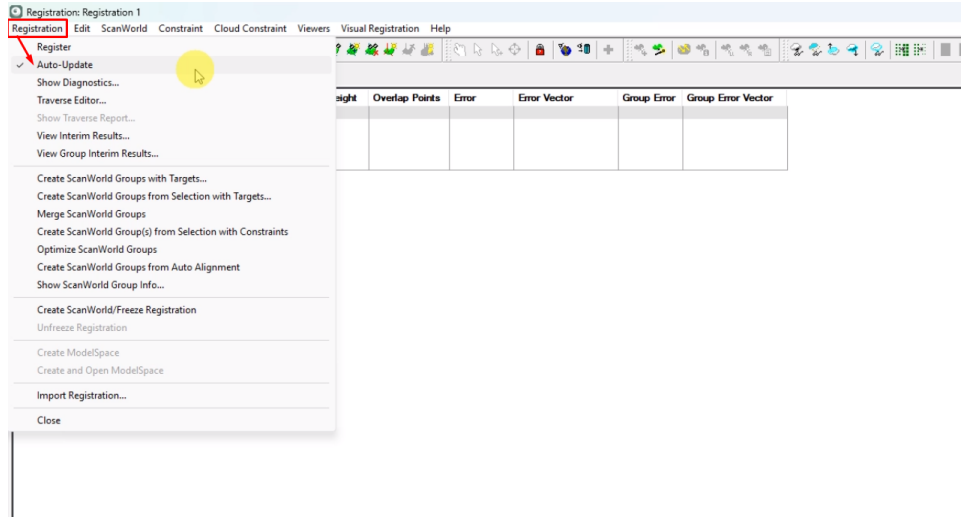 Registration: Registration 1
Registration Edit ScanWorld Constraint Cloud Constraint Viewers Visual Registration Help
Register
Auto-Update
Show Diagnostics...
Traverse Editor...
eight Overlap Points Error Error Vector Group Error Group Error Vector
Show Traverse Report...
View Interim Results...
View Group Interim Results...
Create ScanWorld Groups with Targets...
Create ScanWorld Groups from Selection with Targets...
Merge ScanWorld Groups
Create ScanWorld Group(s) from Selection with Constraints
Optimize ScanWorld Groups
Create ScanWorld Groups from Auto Alignment
Show ScanWorld Group Info...
Create ScanWorld/Freeze Registration
Unfreeze Registration
Create ModelSpace
Create and Open ModelSpace
Import Registration...
Close